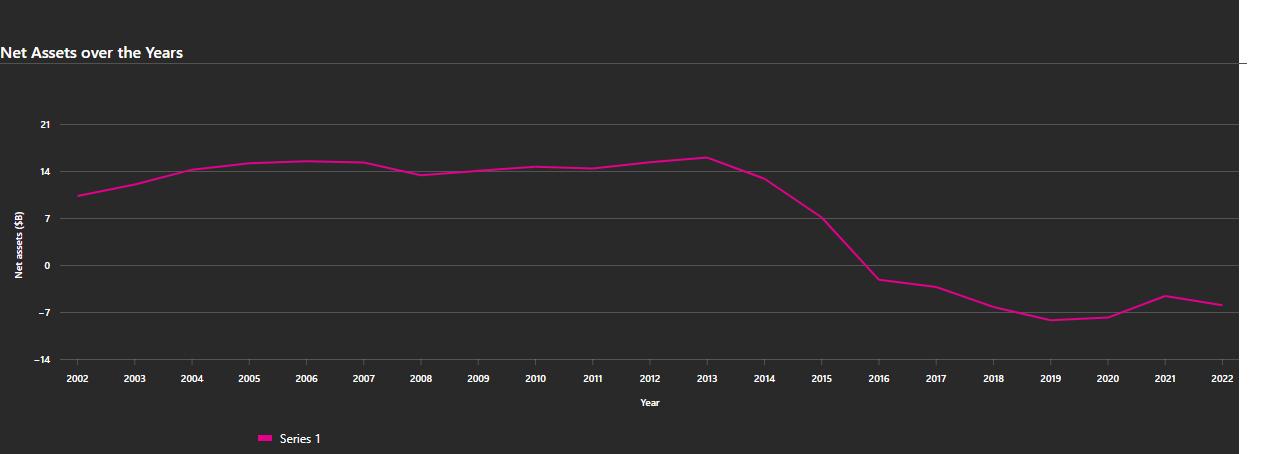 Net Assets over the Years
21
14
7
0
−7
−14
Net assets ($B)
2002 2003 2004 2005 2006 2007 2008 2009 2010 2011 2012 2013 2014 2015 2016 2017 2018 2019 2020 2021 2022
Year
Series 1